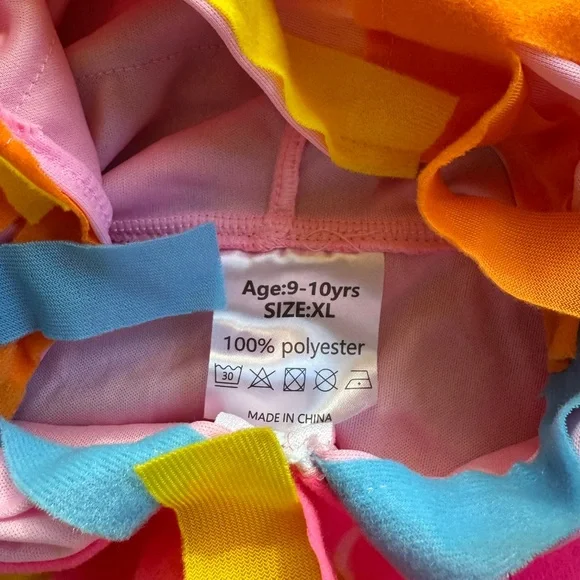 Age:9-10yrs
SIZE:XL
100% polyester
30
MADE IN CHINA